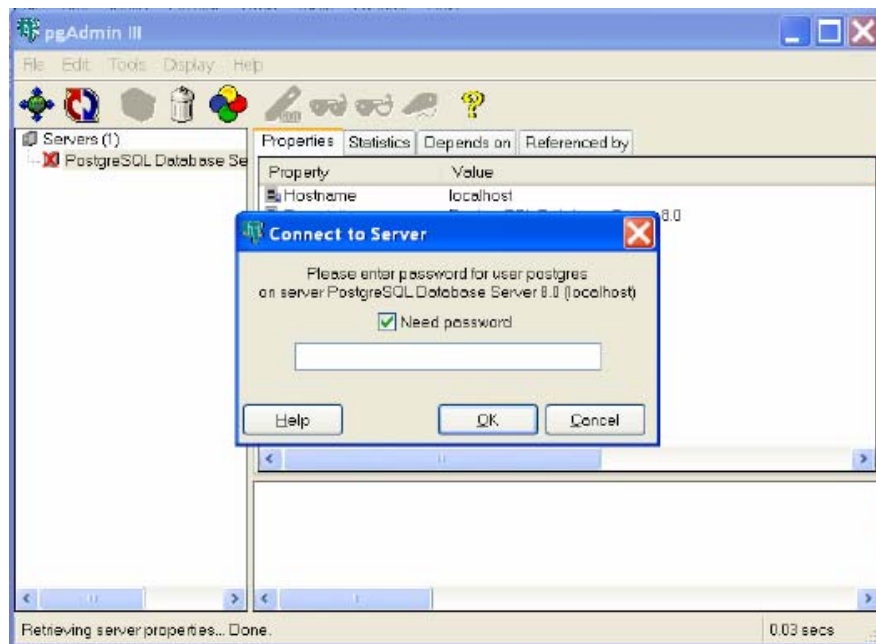 pgAdmin III
File Edit Tools Display Help
Servers (1)
PostgreSQL Database Se
Properties Statistics Depends on Referenced by
Property Value
Hostname localhost
8.0
Connect to Server
Please enter password for user postgres
on server PostgreSQL Database Server 8.0 (localhost)
Need password
Help OK Cancel
Retrieving server properties... Done. 0.03 secs